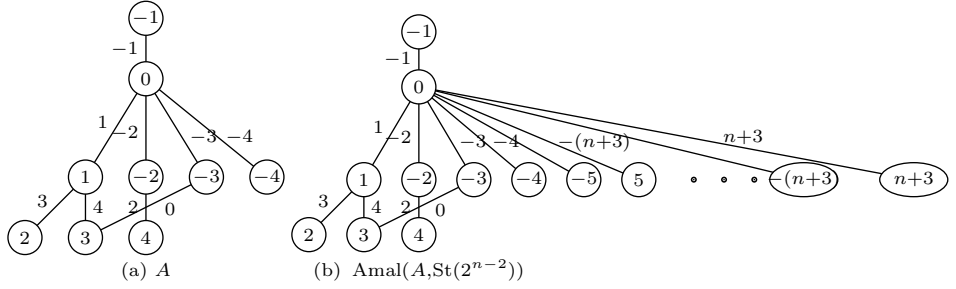 -1 -1
-1 -1
0 0
1 -2 -3 -4 1 -2 -3 -4 -(n+3) n+3
1 -2 -3 -4 1 -2 -3 -4 -5 5 -(n+3) n+3
3 4 2 0 3 4 2 0
2 3 4 2 3 4
(a) A (b) Amal(A,St(2^{n-2}))